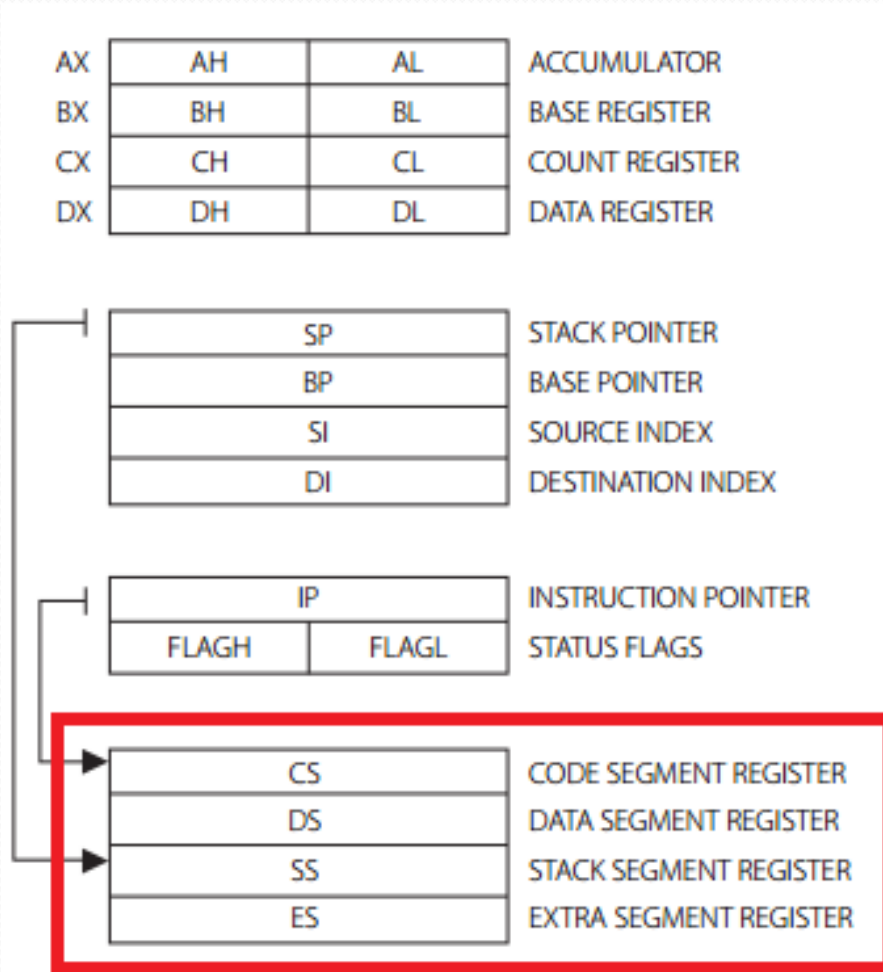 AX AH AL ACCUMULATOR
BX BH BL BASE REGISTER
CX CH CL COUNT REGISTER
DX DH DL DATA REGISTER
SP STACK POINTER
BP BASE POINTER
SI SOURCE INDEX
DI DESTINATION INDEX
IP INSTRUCTION POINTER
FLAGH FLAGL STATUS FLAGS
CS CODE SEGMENT REGISTER
DS DATA SEGMENT REGISTER
SS STACK SEGMENT REGISTER
ES EXTRA SEGMENT REGISTER